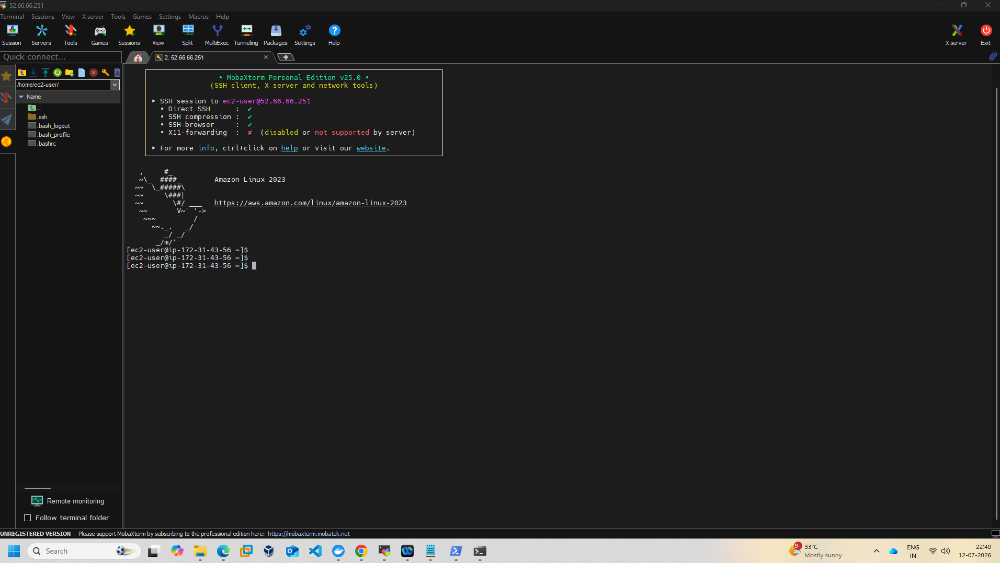 52.66.66.251
Terminal Sessions View X server Tools Games Settings Macros Help
Session Servers Tools Games Sessions View Split MultiExec Tunneling Packages Settings Help X server Exit
Quick connect...
2. 52.66.66.251
/home/ec2-user/
Name
..
.ssh
.bash_logout
.bash_profile
.bashrc
• MobaXterm Personal Edition v25.0 •
(SSH client, X server and network tools)
➤ SSH session to ec2-user@52.66.66.251
• Direct SSH : ✔
• SSH compression : ✔
• SSH-browser : ✔
• X11-forwarding : ✘ (disabled or not supported by server)
➤ For more info, ctrl+click on help or visit our website.
, #_
~\_ ####_ Amazon Linux 2023
~~ \_#####\
~~ \###|
~~ \#/ ___ https://aws.amazon.com/linux/amazon-linux-2023
~~ V~' '->
~~~ /
~~._. _/
_/ _/
_/m/'
[ec2-user@ip-172-31-43-56 ~]$
[ec2-user@ip-172-31-43-56 ~]$
[ec2-user@ip-172-31-43-56 ~]$
Remote monitoring
Follow terminal folder
UNREGISTERED VERSION - Please support MobaXterm by subscribing to the professional edition here: https://mobaxterm.mobatek.net
Search
9+
33°C
Mostly sunny
ENG
IN
22:40
12-07-2026